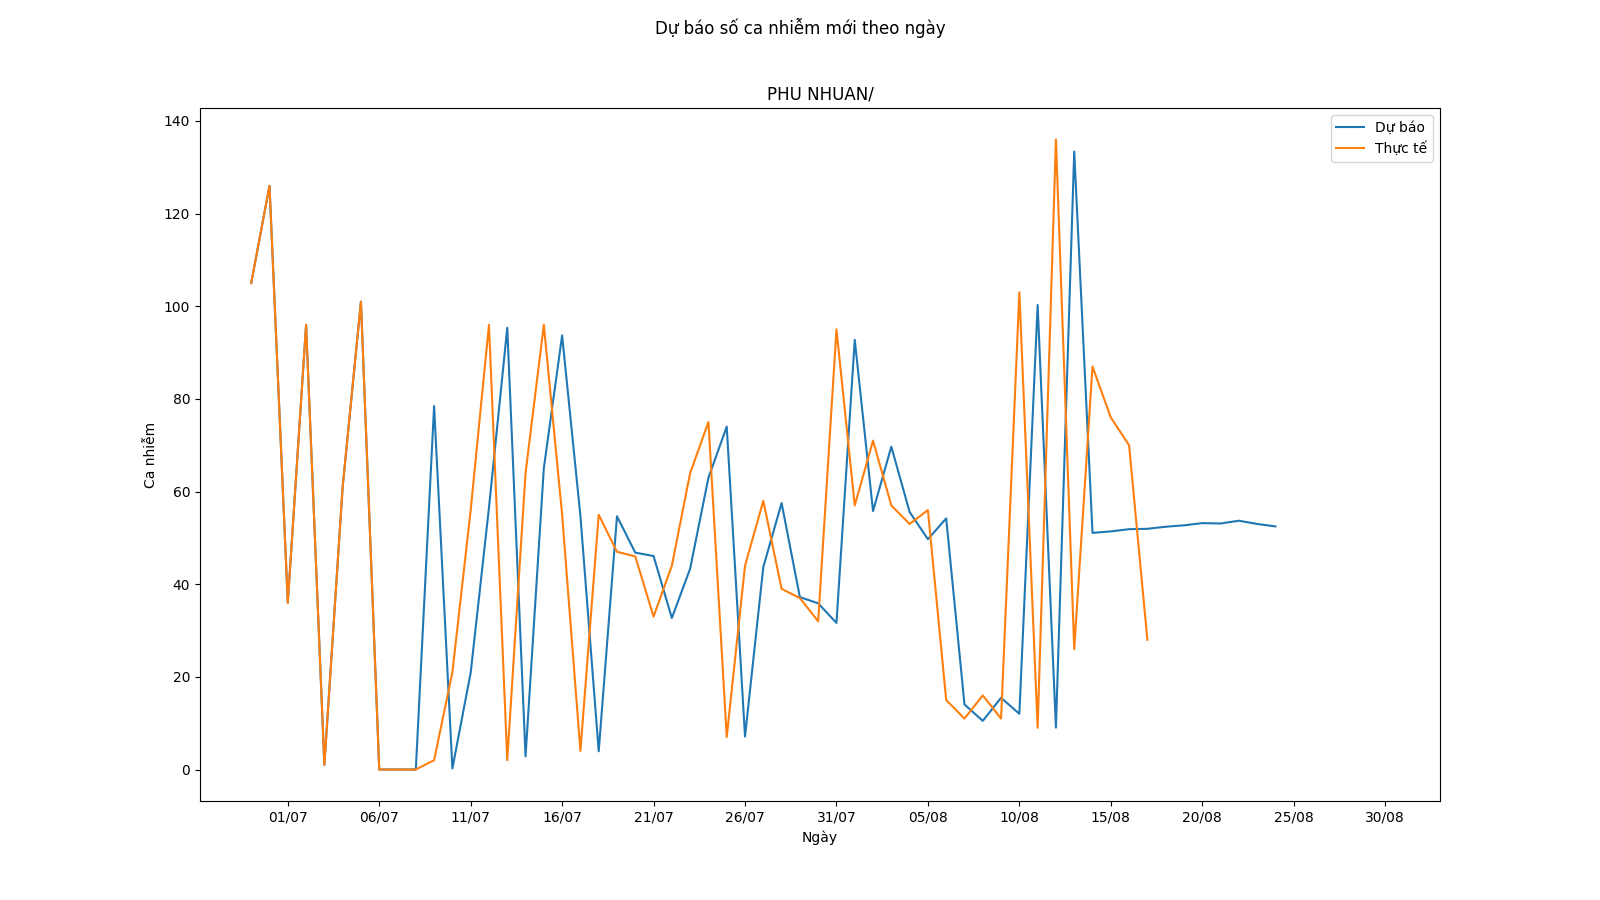 Dự báo số ca nhiễm mới theo ngày
PHU NHUAN/
Dự báo
Thực tế
140
120
100
80
60
40
20
0
Ca nhiễm
01/07 06/07 11/07 16/07 21/07 26/07 31/07 05/08 10/08 15/08 20/08 25/08 30/08
Ngày